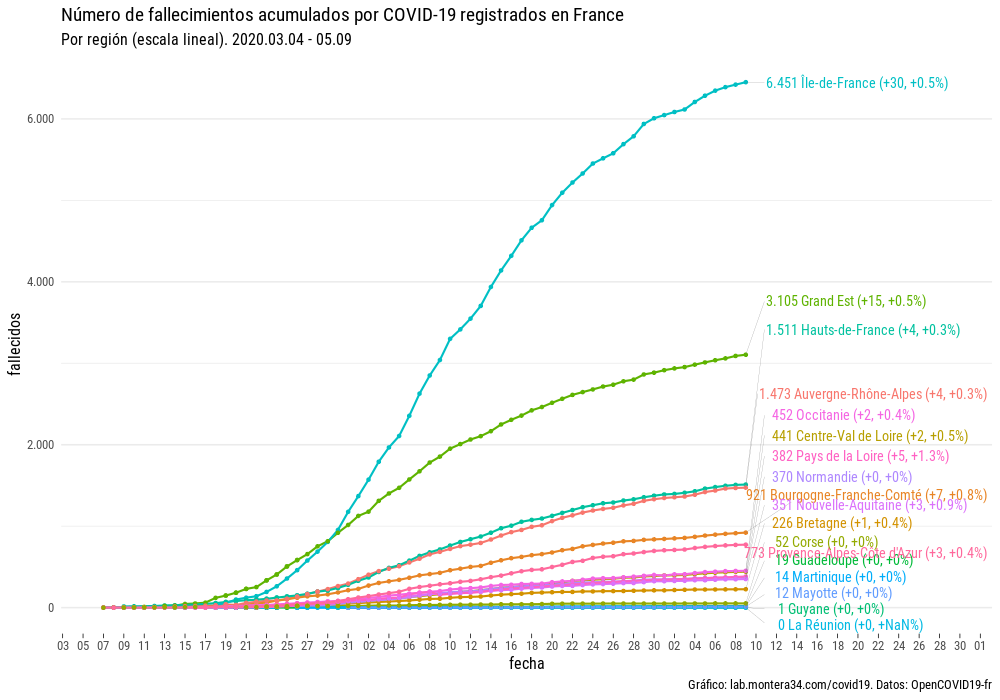 Número de fallecimientos acumulados por COVID-19 registrados en France
Por región (escala lineal). 2020.03.04 - 05.09
6.451 Île-de-France (+30, +0.5%)
6.000
4.000
3.105 Grand Est (+15, +0.5%)
1.511 Hauts-de-France (+4, +0.3%)
fallecidos
1.473 Auvergne-Rhône-Alpes (+4, +0.3%)
452 Occitanie (+2, +0.4%)
441 Centre-Val de Loire (+2, +0.5%)
2.000
382 Pays de la Loire (+5, +1.3%)
370 Normandie (+0, +0%)
921 Bourgogne-Franche-Comté (+7, +0.8%)
351 Nouvelle-Aquitaine (+3, +0.9%)
226 Bretagne (+1, +0.4%)
52 Corse (+0, +0%)
773 Provence-Alpes-Côte d'Azur (+3, +0.4%)
19 Guadeloupe (+0, +0%)
14 Martinique (+0, +0%)
12 Mayotte (+0, +0%)
1 Guyane (+0, +0%)
0
0 La Réunion (+0, +NaN%)
03 05 07 09 11 13 15 17 19 21 23 25 27 29 31 02 04 06 08 10 12 14 16 18 20 22 24 26 28 30 02 04 06 08 10 12 14 16 18 20 22 24 26 28 30 01
fecha
Gráfico: lab.montera34.com/covid19. Datos: OpenCOVID19-fr